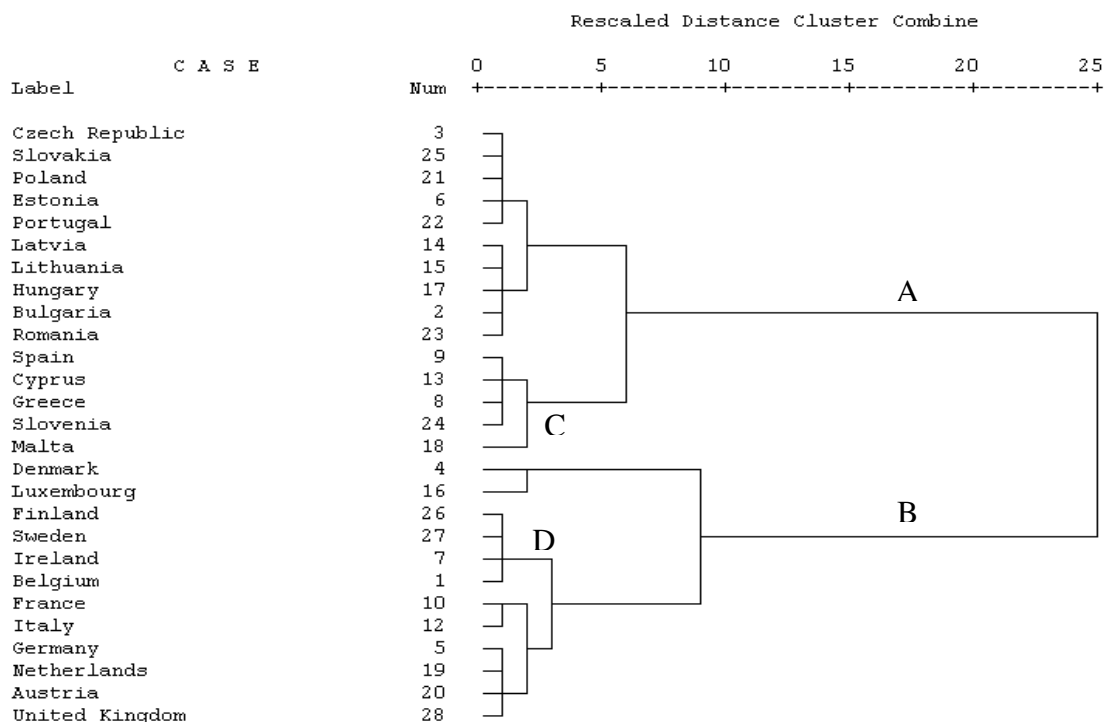 Rescaled Distance Cluster Combine
C A S E 0 5 10 15 20 25
Label Num +---------+---------+---------+---------+---------+
Czech Republic 3
Slovakia 25
Poland 21
Estonia 6
Portugal 22
Latvia 14
Lithuania 15
Hungary 17
Bulgaria 2
Romania 23
Spain 9
Cyprus 13
Greece 8
Slovenia 24
Malta 18
Denmark 4
Luxembourg 16
Finland 26
Sweden 27
Ireland 7
Belgium 1
France 10
Italy 12
Germany 5
Netherlands 19
Austria 20
United Kingdom 28
A
C
B
D